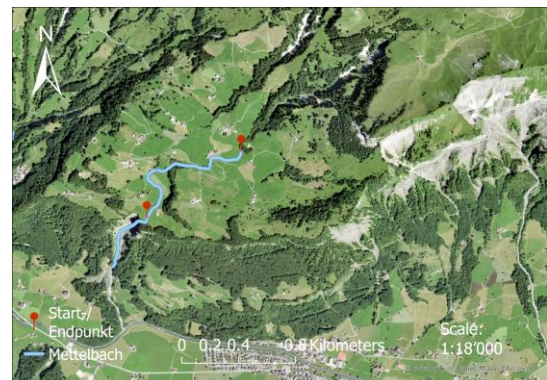 N
Start-/
Endpunkt
Mettelbach
0 0.2 0.4 0.8 Kilometers
Scale:
1:18'000